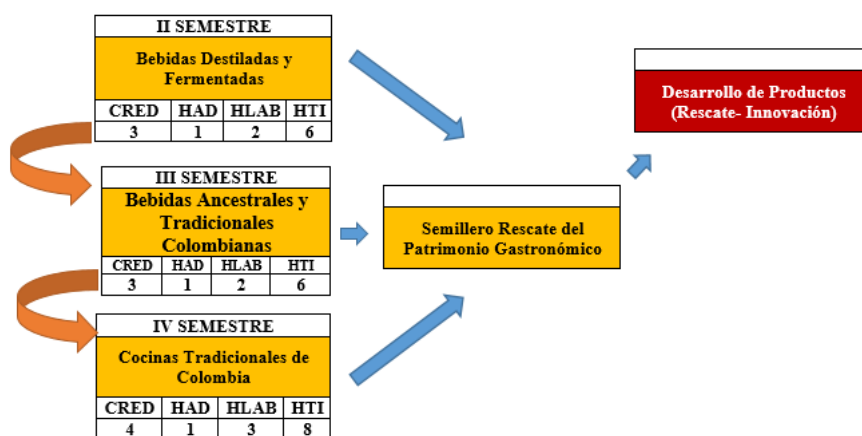 II SEMESTRE
Bebidas Destiladas y
Fermentadas
CRED HAD HLAB HTI
3 1 2 6
III SEMESTRE
Bebidas Ancestrales y
Tradicionales
Colombianas
CRED HAD HLAB HTI
3 1 2 6
IV SEMESTRE
Cocinas Tradicionales de
Colombia
CRED HAD HLAB HTI
4 1 3 8
Semillero Rescate del
Patrimonio Gastronómico
Desarrollo de Productos
(Rescate- Innovación)